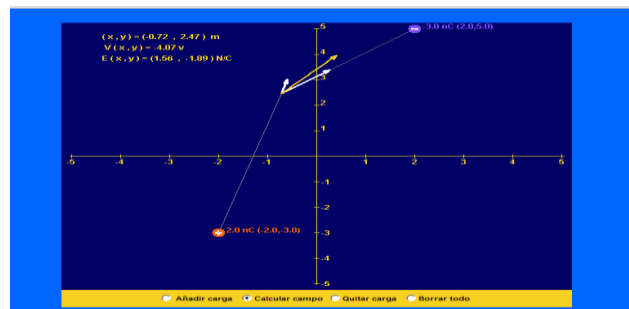 (x,y)=(-0.72 , 2.47) m
V(x,y)=-4.07 v
E(x,y)=(1.56 , -1.89) N/C
-3.0 nC (2.0,5.0)
5
4
3
2
1
-5 -4 -3 -2 -1 1 2 3 4 5
-1
-2
2.0 nC (-2.0,-3.0)
-3
-4
-5
Añadir carga Calcular campo Quitar carga Borrar todo